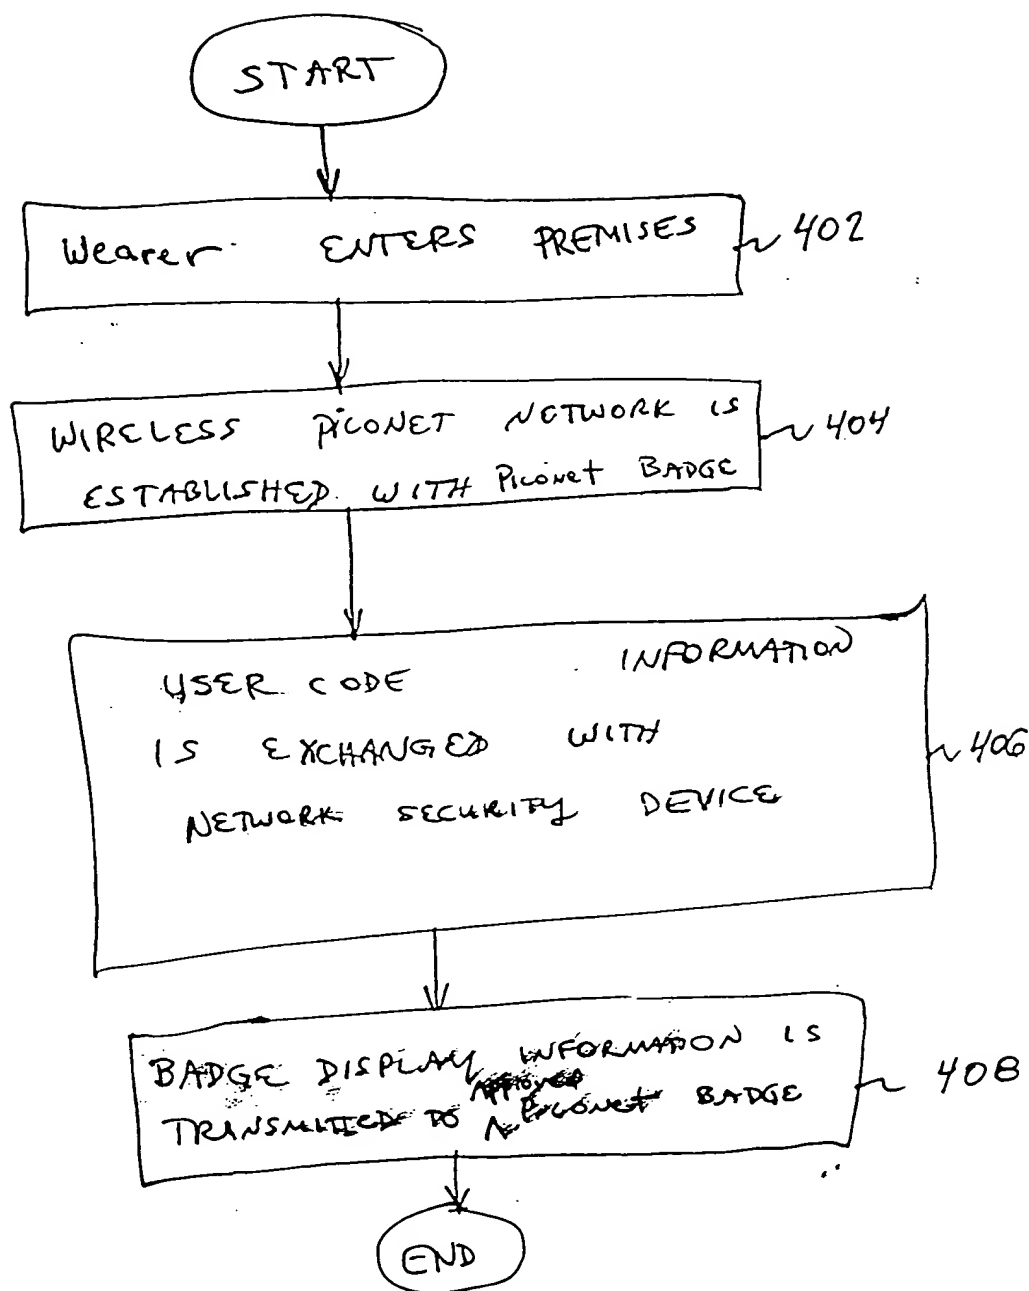 START
Wearer ENTERS PREMISES
402
WIRELESS PICONET NETWORK IS
ESTABLISHED WITH Piconet BADGE
404
USER CODE INFORMATION
IS EXCHANGED WITH
NETWORK SECURITY DEVICE
406
BADGE DISPLAY INFORMATION IS
APPROVED
TRANSMITTED TO Piconet BADGE
408
END